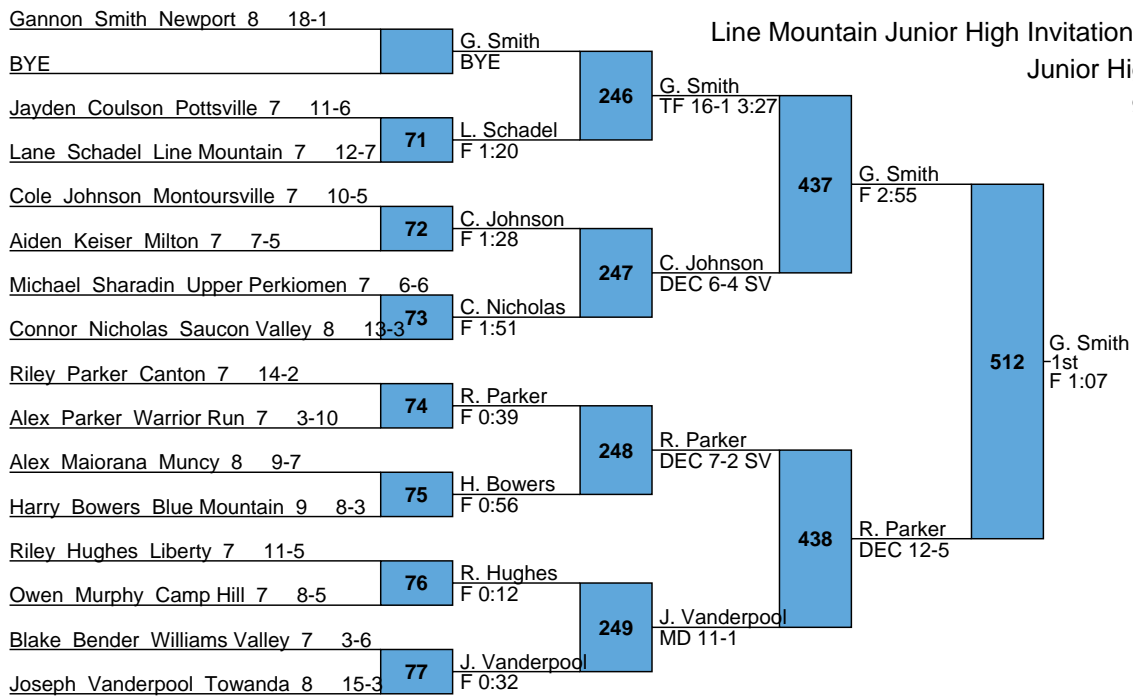 Line Mountain Junior High Invitation
Junior Hi
Gannon Smith Newport 8 18-1
BYE
Jayden Coulson Pottsville 7 11-6
Lane Schadel Line Mountain 7 12-7
Cole Johnson Montoursville 7 10-5
Aiden Keiser Milton 7 7-5
Michael Sharadin Upper Perkiomen 7 6-6
Connor Nicholas Saucon Valley 8 13-3
Riley Parker Canton 7 14-2
Alex Parker Warrior Run 7 3-10
Alex Maiorana Muncy 8 9-7
Harry Bowers Blue Mountain 9 8-3
Riley Hughes Liberty 7 11-5
Owen Murphy Camp Hill 7 8-5
Blake Bender Williams Valley 7 3-6
Joseph Vanderpool Towanda 8 15-3
71
72
73
74
75
76
77
G. Smith
BYE
L. Schadel
F 1:20
C. Johnson
F 1:28
C. Nicholas
F 1:51
R. Parker
F 0:39
H. Bowers
F 0:56
R. Hughes
F 0:12
J. Vanderpool
F 0:32
246
247
248
249
G. Smith
TF 16-1 3:27
C. Johnson
DEC 6-4 SV
R. Parker
DEC 7-2 SV
J. Vanderpool
MD 11-1
437
438
G. Smith
F 2:55
R. Parker
DEC 12-5
512
G. Smith
1st
F 1:07